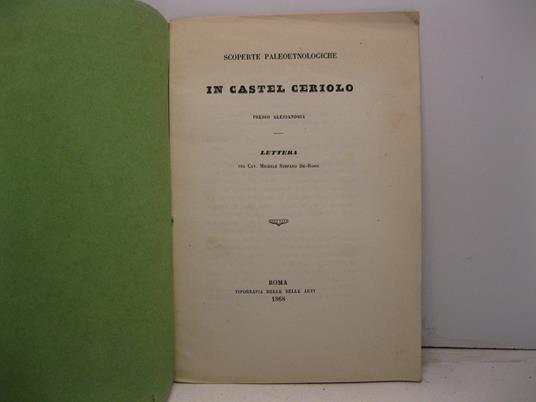 SCOPERTE PALEOETNOLOGICHE
IN CASTEL CERIOLO
PRESSO ALESSANDRIA
LETTERA
DEL CAV. MICHELE STEFANO DE-ROSSI
ROMA
TIPOGRAFIA DELLE BELLE ARTI
1868